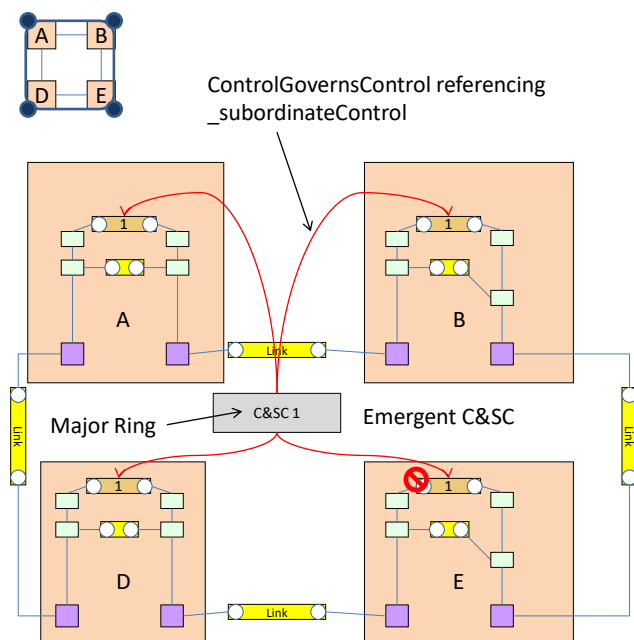 A B
D E
ControlGovernsControl referencing
_subordinateControl
1
1
A
B
Link
Link
Link
Major Ring
C&SC 1
Emergent C&SC
1
1
D
E
Link